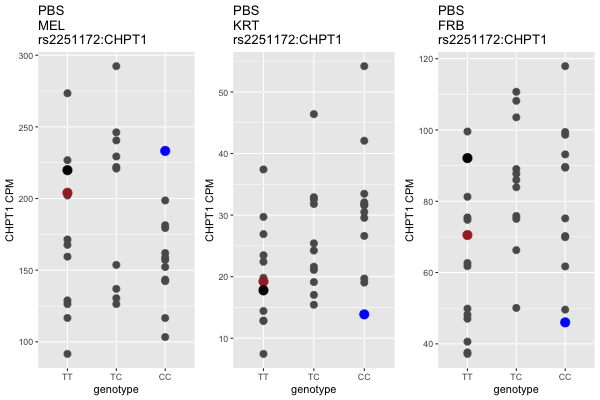 PBS
MEL
rs2251172:CHPT1
300
250
200
150
100
CHPT1 CPM
TT
TC
CC
genotype
PBS
KRT
rs2251172:CHPT1
50
40
30
20
10
CHPT1 CPM
TT
TC
CC
genotype
PBS
FRB
rs2251172:CHPT1
120
100
80
60
40
CHPT1 CPM
TT
TC
CC
genotype